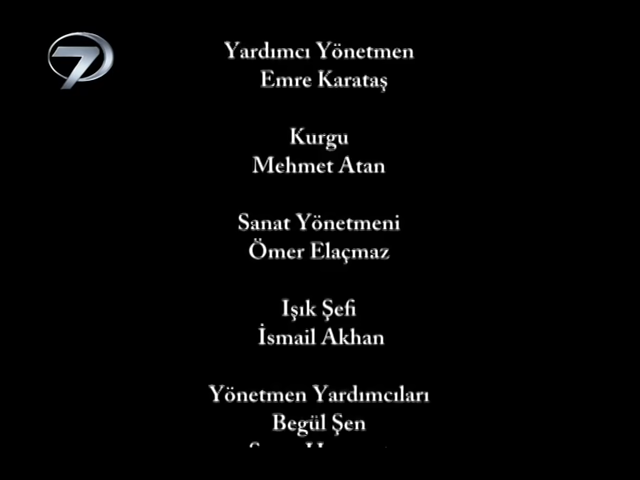 7
Yardımcı Yönetmen
Emre Karataş
Kurgu
Mehmet Atan
Sanat Yönetmeni
Ömer Elaçmaz
Işık Şefi
İsmail Akhan
Yönetmen Yardımcıları
Begül Şen